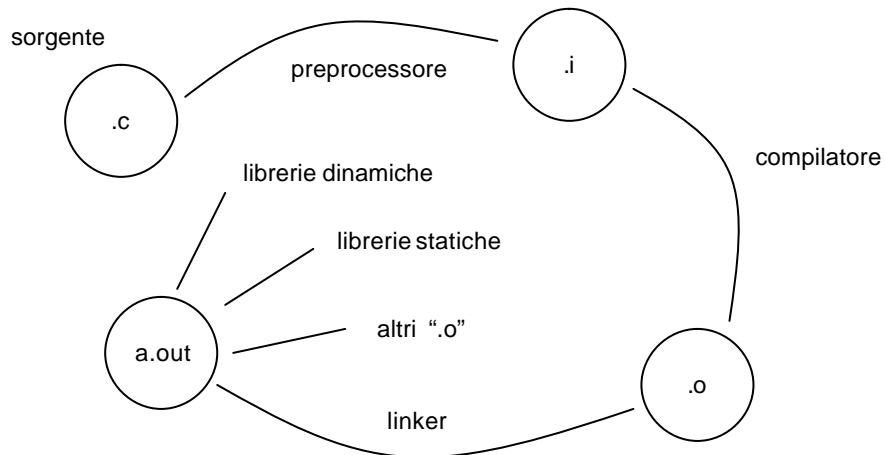 sorgente
.c
preprocessore
.i
compilatore
librerie dinamiche
librerie statiche
altri “.o”
a.out
.o
linker